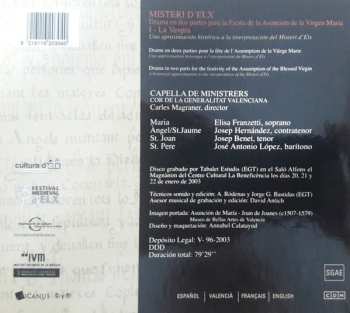 MISTERI D'ELX
Drama en dos partes para la Fiesta de la Asunción de la Virgen María
I - La Vespra
Una aproximación histórica a la interpretación del Misteri d'Elx
Drame en deux parties pour la fête de l'Assomption de la Vièrge Marie
Drama in two parts for the festivity of the Assumption of the Blessed Virgin
CAPELLA DE MINISTRERS
COR DE LA GENERALITAT VALENCIANA
Carles Magraner, director
Maria Elisa Franzetti, soprano
Ángel/St.Jaume Josep Hernández, contratenor
St. Joan Josep Benet, tenor
St. Pere José Antonio López, barítono
Disco grabado por Tabalet Estudis (EGT) en el Saló Alfons el
Magnànim del Centro Cultural La Beneficència los días 20, 21 y
22 de enero de 2003
Técnicos sonido y edición: A. Ródenas y Jorge G. Bastidas (EGT)
Asesor musical de grabación y edición: David Antich
Imagen portada: Asunción de María - Joan de Joanes (c1507-1579)
Museo de Bellas Artes de Valencia
Diseño y maquetación: Annabel Calatayud
Depósito Legal: V- 96-2003
DDD
Duración total: 79'29''
cultura d'
FESTIVAL
MEDIEVAL
D'ELX
IVM
SGAE
ESPAÑOL VALENCIÀ FRANÇAIS ENGLISH